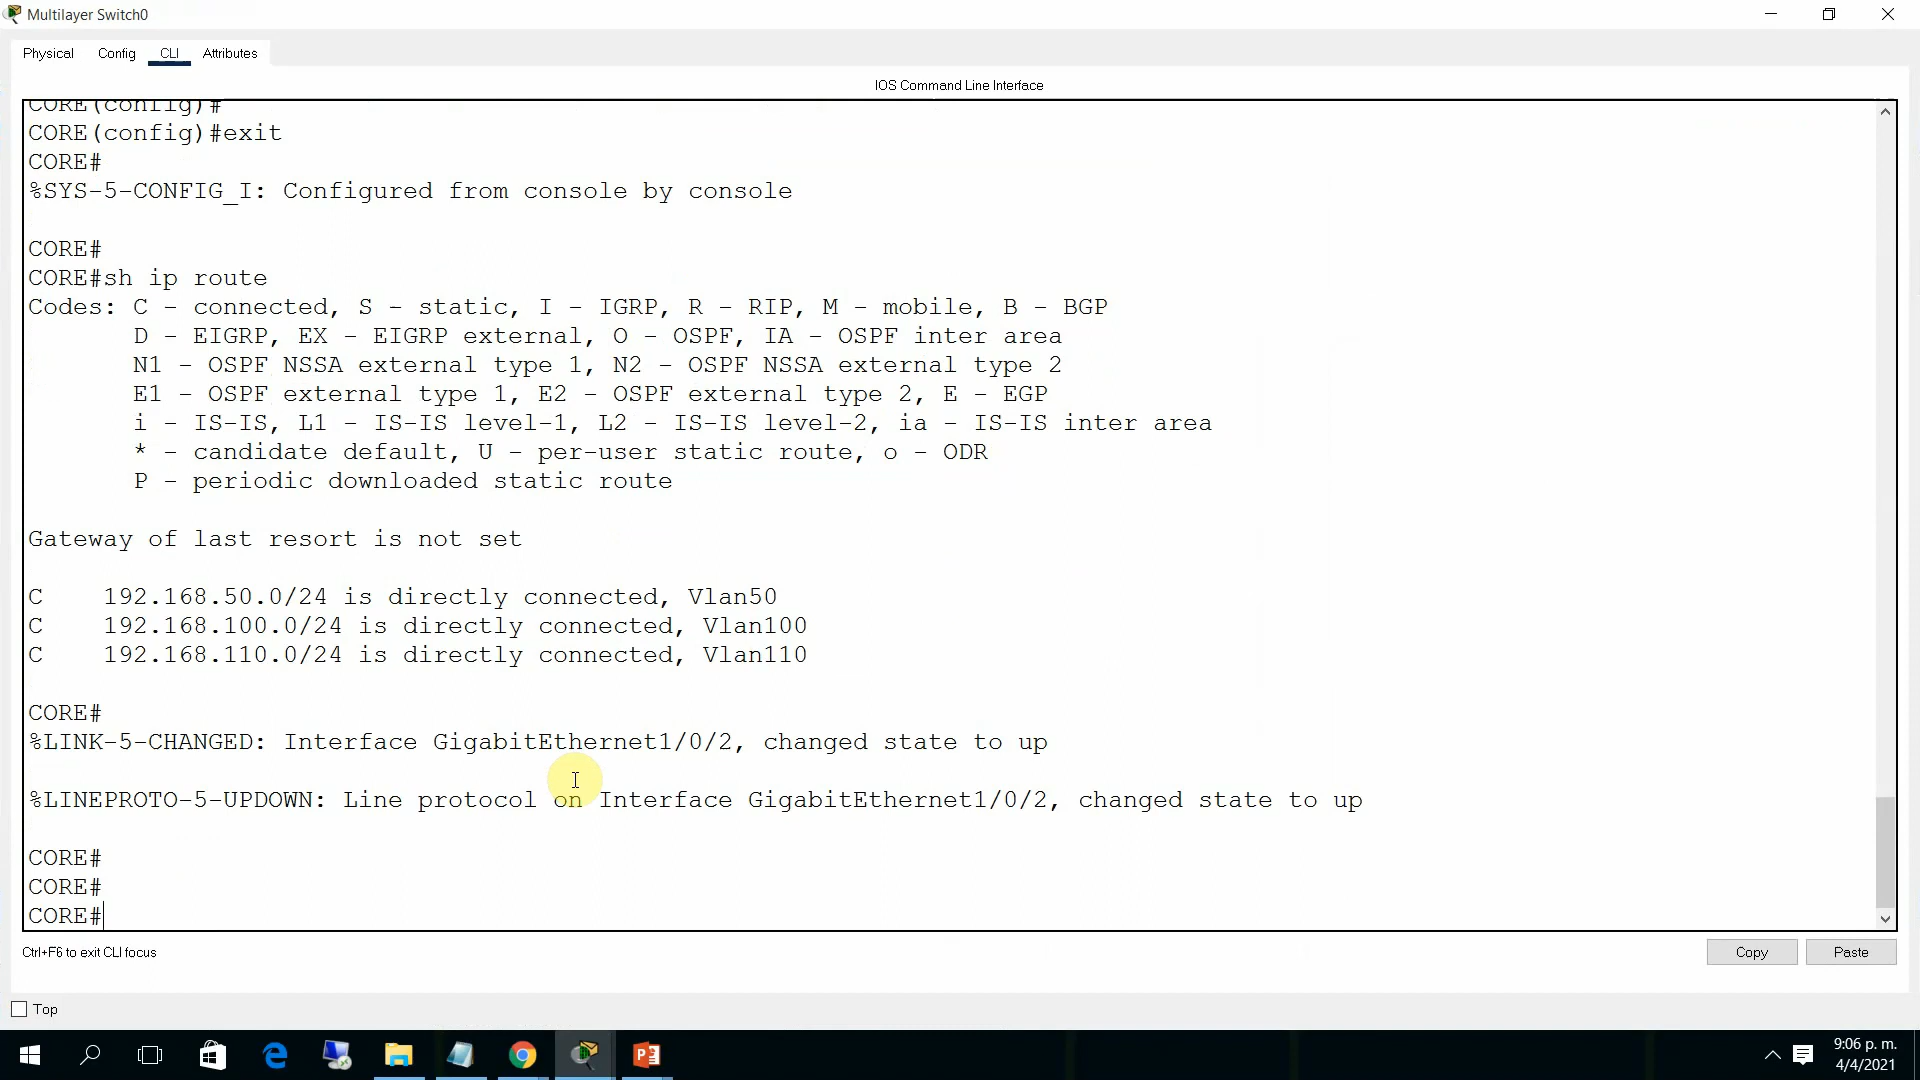 Multilayer Switch0
Physical Config CLI Attributes
IOS Command Line Interface
CORE(config)#
CORE(config)#exit
CORE#
%SYS-5-CONFIG_I: Configured from console by console
CORE#
CORE#sh ip route
Codes: C - connected, S - static, I - IGRP, R - RIP, M - mobile, B - BGP
D - EIGRP, EX - EIGRP external, O - OSPF, IA - OSPF inter area
N1 - OSPF NSSA external type 1, N2 - OSPF NSSA external type 2
E1 - OSPF external type 1, E2 - OSPF external type 2, E - EGP
i - IS-IS, L1 - IS-IS level-1, L2 - IS-IS level-2, ia - IS-IS inter area
* - candidate default, U - per-user static route, o - ODR
P - periodic downloaded static route
Gateway of last resort is not set
C 192.168.50.0/24 is directly connected, Vlan50
C 192.168.100.0/24 is directly connected, Vlan100
C 192.168.110.0/24 is directly connected, Vlan110
CORE#
%LINK-5-CHANGED: Interface GigabitEthernet1/0/2, changed state to up
%LINEPROTO-5-UPDOWN: Line protocol on Interface GigabitEthernet1/0/2, changed state to up
CORE#
CORE#
CORE#
Ctrl+F6 to exit CLI focus
Copy Paste
Top
9:06 p. m.
4/4/2021